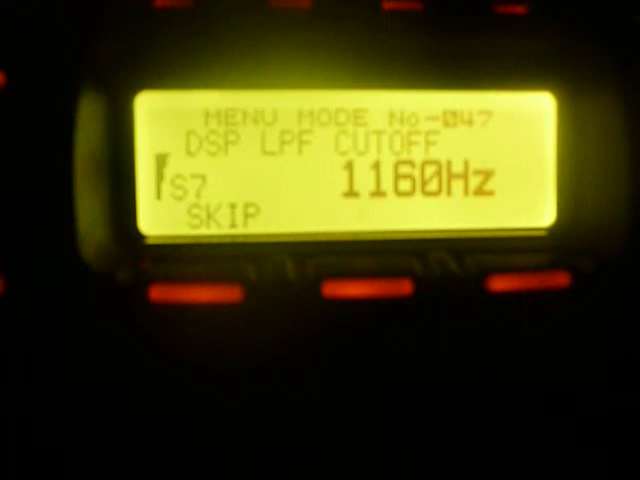 MENU MODE No-047
DSP LPF CUTOFF
S7 1160Hz
SKIP